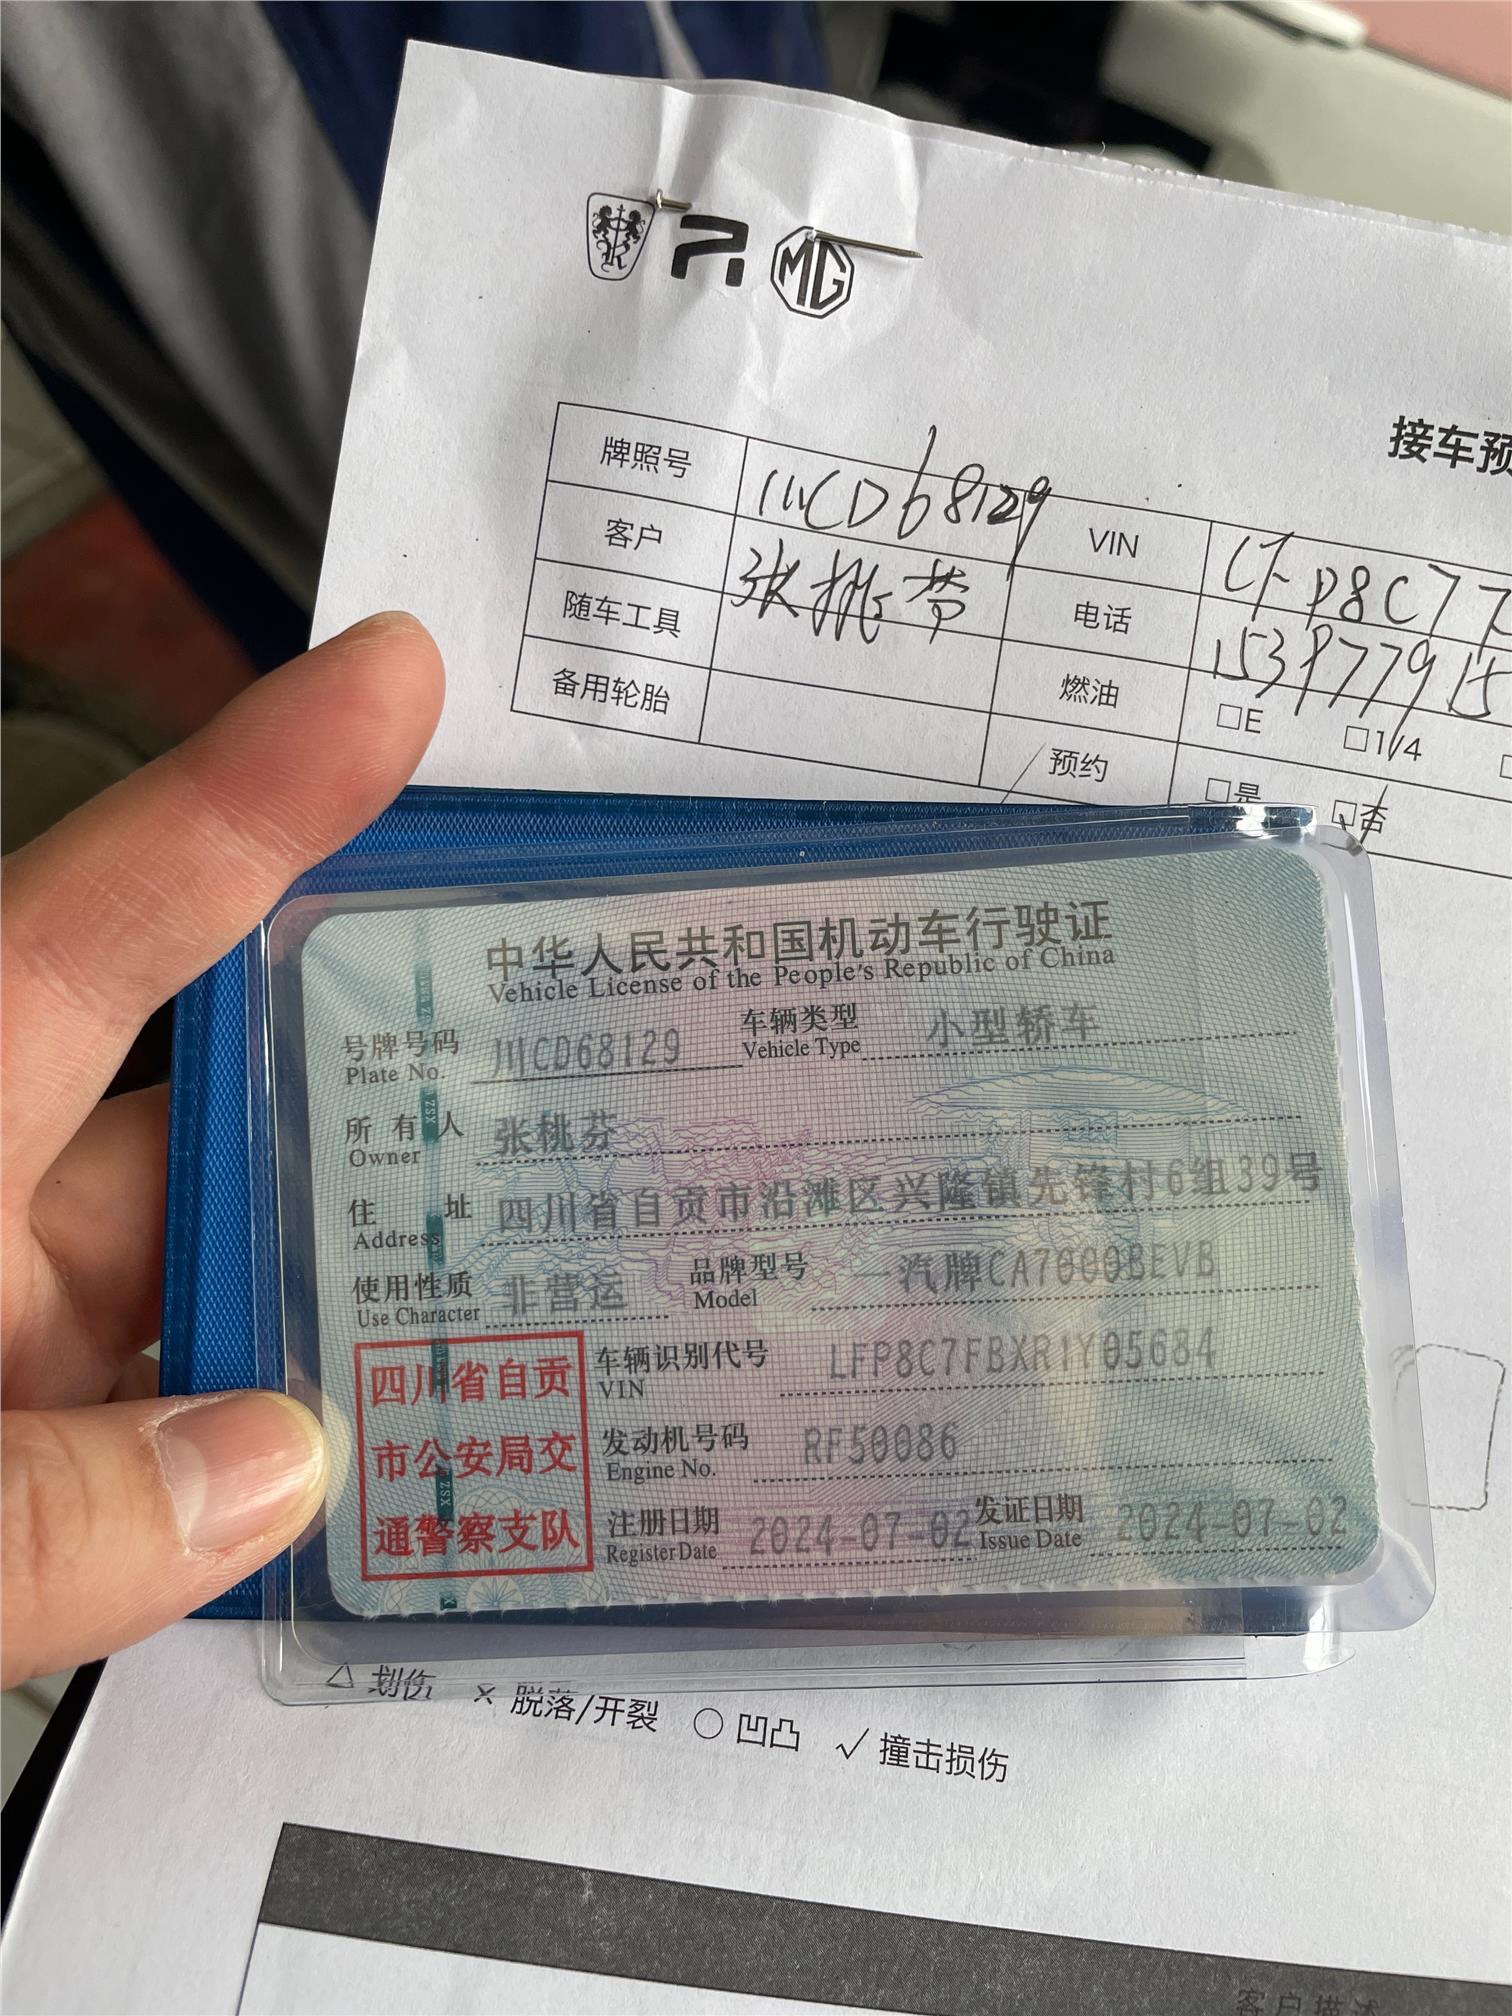 MG
接车预
牌照号 川CD68129 VIN
客户 张桃芬 电话
随车工具 燃油 □E □1/4
备用轮胎 预约 □是 □否
中华人民共和国机动车行驶证
Vehicle License of the People's Republic of China
号牌号码 川CD68129 车辆类型 小型轿车
Plate No. Vehicle Type
所有人 张桃芬
Owner
住址 四川省自贡市沿滩区兴隆镇先锋村6组39号
Address
使用性质 非营运 品牌型号 一汽牌CA7000BEVB
Use Character Model
四川省自贡
市公安局交
通警察支队
车辆识别代号 LFP8C7FBXR1Y05684
VIN
发动机号码 RF50086
Engine No.
注册日期 2024-07-02 发证日期 2024-07-02
Register Date Issue Date
△ 划伤 × 脱落/开裂 ○ 凹凸 √ 撞击损伤
客户描述